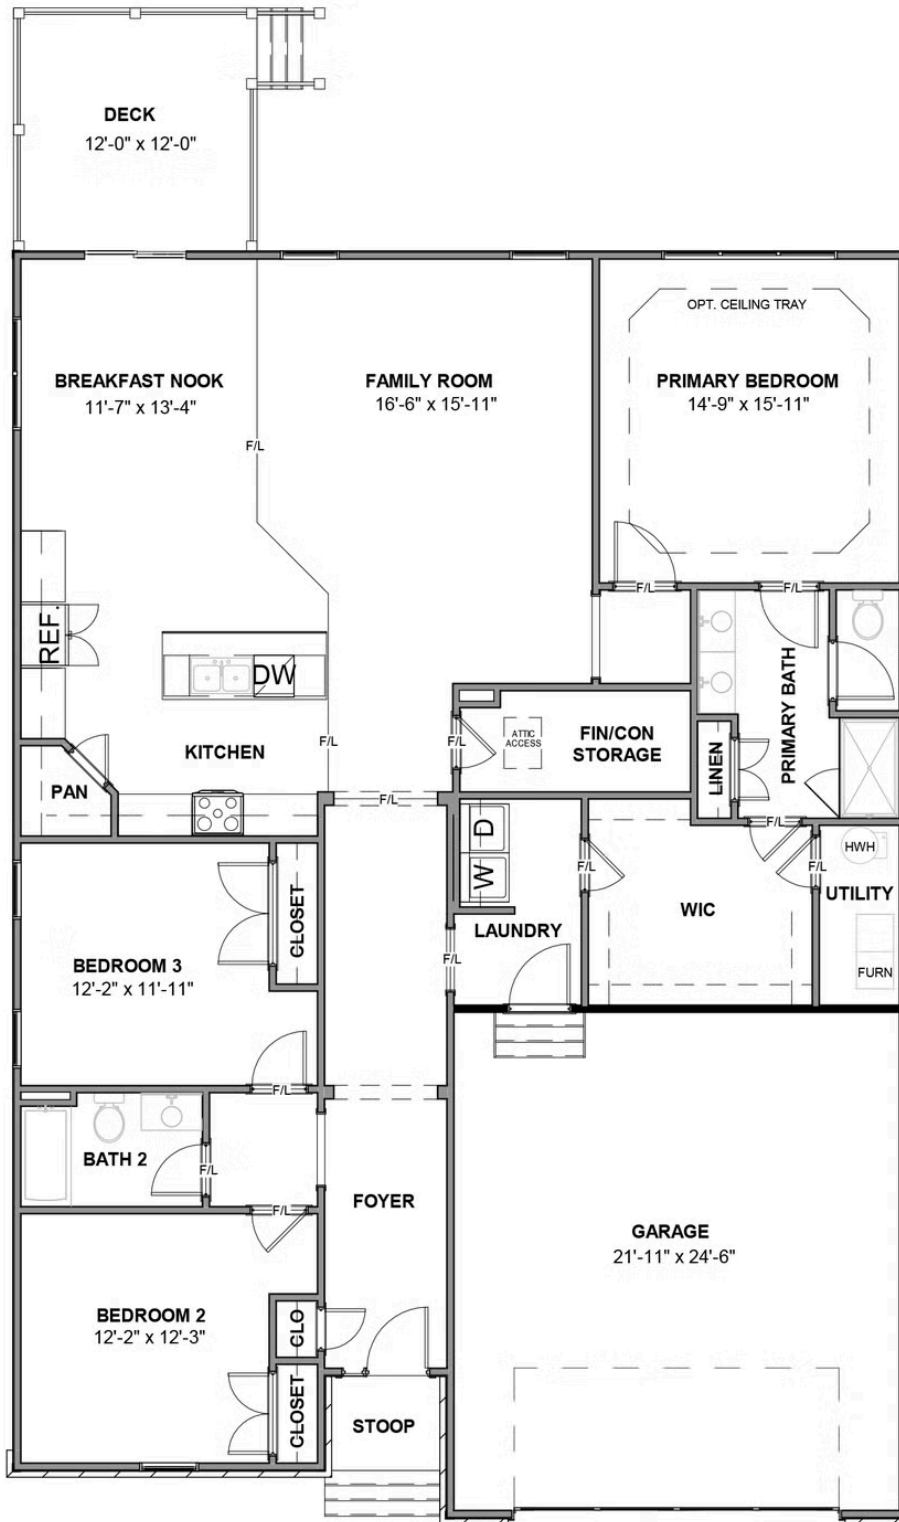 DECK
12'-0" x 12'-0"
OPT. CEILING TRAY
BREAKFAST NOOK
11'-7" x 13'-4"
FAMILY ROOM
16'-6" x 15'-11"
PRIMARY BEDROOM
14'-9" x 15'-11"
F/L
F/L
F/L
REF.
DW
PRIMARY BATH
KITCHEN
F/L
F/L
ATTIC
ACCESS
FIN/CON
STORAGE
LINEN
PAN
F/L
F/L
D
W
F/L
F/L
HWH
UTILITY
CLOSET
WIC
LAUNDRY
F/L
BEDROOM 3
12'-2" x 11'-11"
FURN
F/L
BATH 2
F/L
F/L
FOYER
GARAGE
21'-11" x 24'-6"
BEDROOM 2
12'-2" x 12'-3"
CLO
CLOSET
STOOP